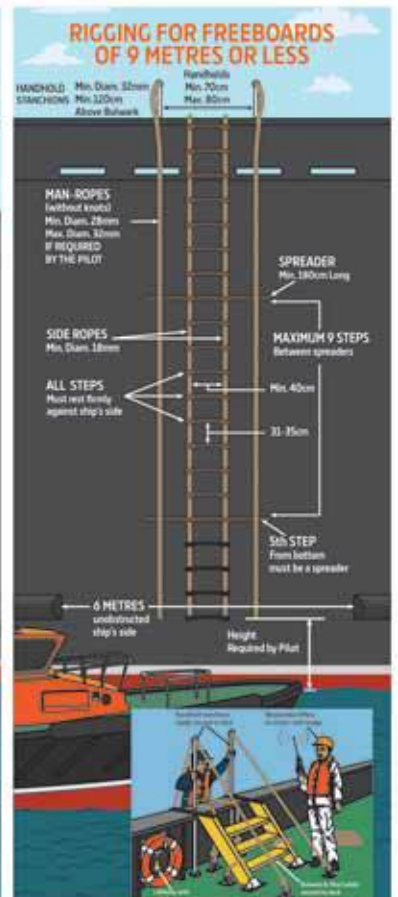 RIGGING FOR FREEBOARDS
OF 9 METRES OR LESS
HANDHOLD
STANCHIONS
Min. Diam. 32mm
Min. 120cm
Above Bulwark
Handholds
Min. 70cm
Max. 80cm
MAN-ROPES
(without knots)
Min. Diam. 28mm
Max. Diam. 32mm
IF REQUIRED
BY THE PILOT
SPREADER
Min. 180cm Long
SIDE ROPES
Min. Diam. 18mm
MAXIMUM 9 STEPS
Between spreaders
ALL STEPS
Must rest firmly
against ship's side
Min. 40cm
31-35cm
5th STEP
From bottom
must be a spreader
6 METRES
unobstructed
ship's side
Height
Required by Pilot